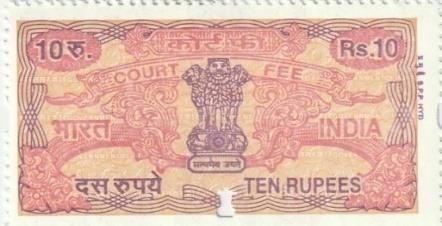 10 रु. कोर्ट फी Rs.10
COURT FEE
भारत INDIA
सत्यमेव जयते
दस रुपये TEN RUPEES